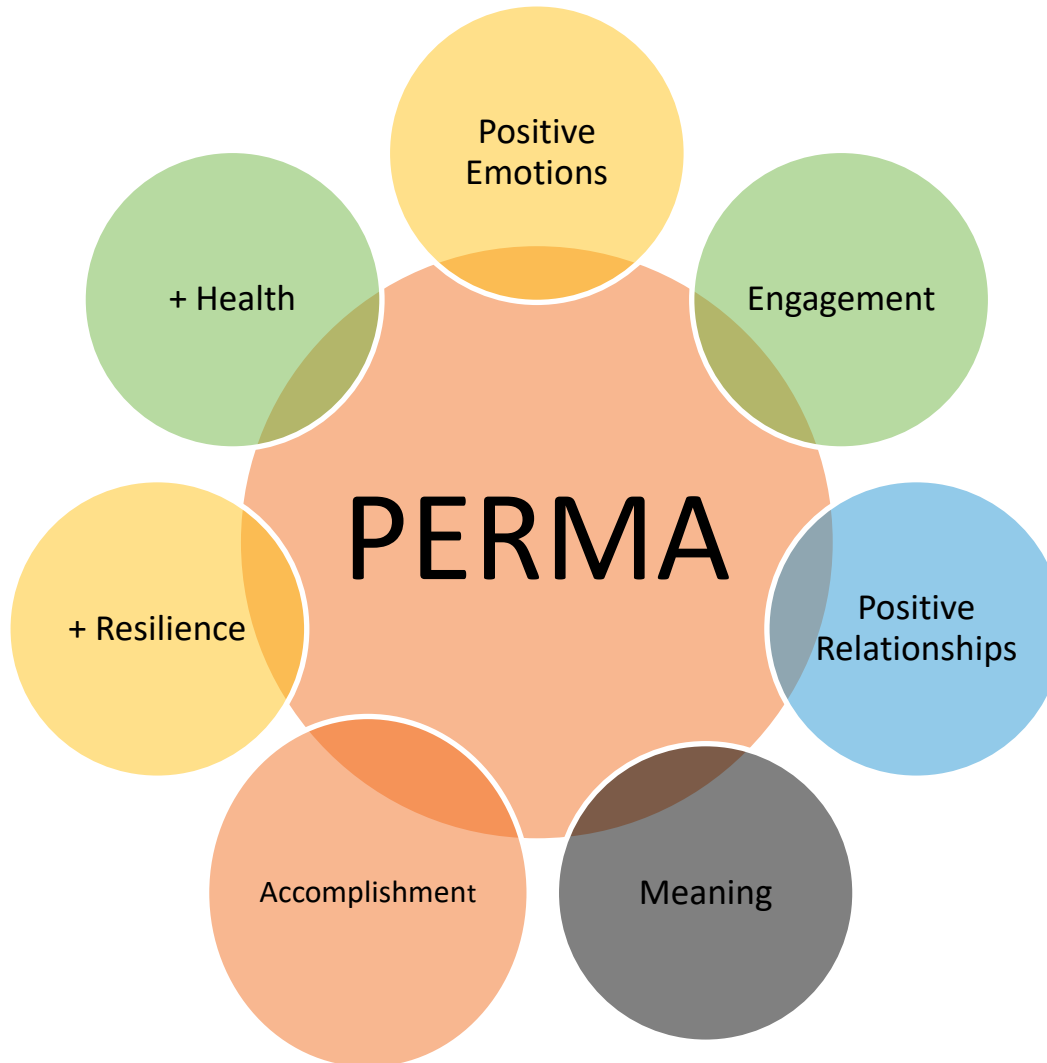 Positive
Emotions
+ Health
Engagement
PERMA
+ Resilience
Positive
Relationships
Accomplishment
Meaning